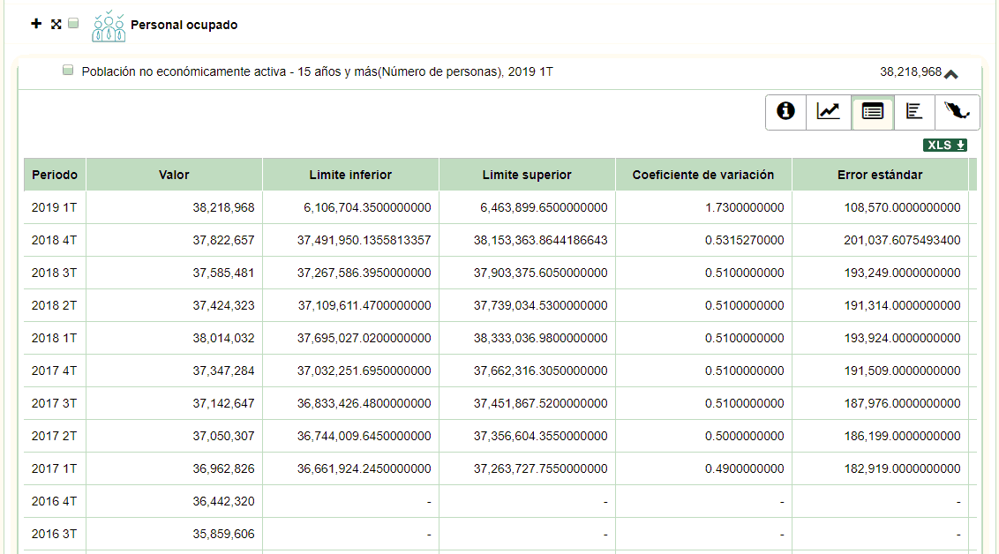 Personal ocupado
Población no económicamente activa - 15 años y más(Número de personas), 2019 1T 38,218,968
XLS
Periodo Valor Limite inferior Limite superior Coeficiente de variación Error estándar
2019 1T 38,218,968 6,106,704.3500000000 6,463,899.6500000000 1.7300000000 108,570.0000000000
2018 4T 37,822,657 37,491,950.1355813357 38,153,363.8644186643 0.5315270000 201,037.6075493400
2018 3T 37,585,481 37,267,586.3950000000 37,903,375.6050000000 0.5100000000 193,249.0000000000
2018 2T 37,424,323 37,109,611.4700000000 37,739,034.5300000000 0.5100000000 191,314.0000000000
2018 1T 38,014,032 37,695,027.0200000000 38,333,036.9800000000 0.5100000000 193,924.0000000000
2017 4T 37,347,284 37,032,251.6950000000 37,662,316.3050000000 0.5100000000 191,509.0000000000
2017 3T 37,142,647 36,833,426.4800000000 37,451,867.5200000000 0.5100000000 187,976.0000000000
2017 2T 37,050,307 36,744,009.6450000000 37,356,604.3550000000 0.5000000000 186,199.0000000000
2017 1T 36,962,826 36,661,924.2450000000 37,263,727.7550000000 0.4900000000 182,919.0000000000
2016 4T 36,442,320 - - - -
2016 3T 35,859,606 - - - -